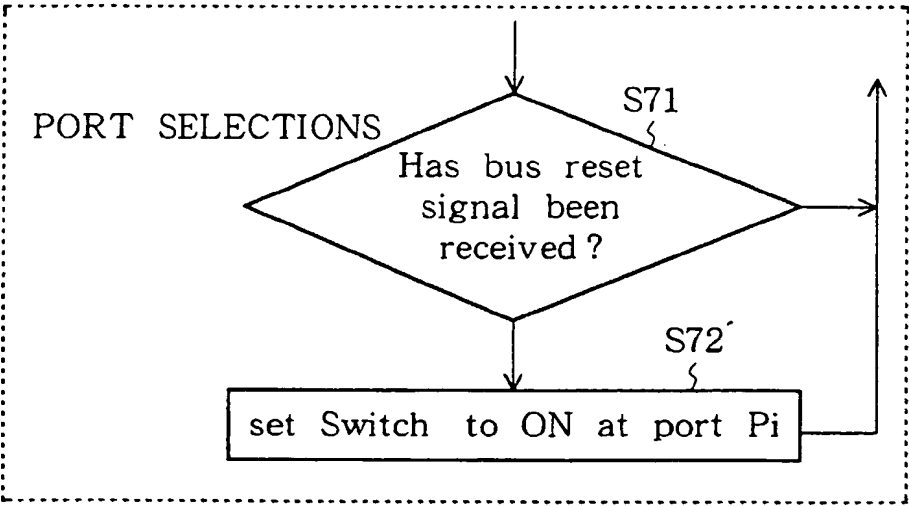 S71
PORT SELECTIONS
Has bus reset
signal been
received ?
S72'
set Switch to ON at port Pi